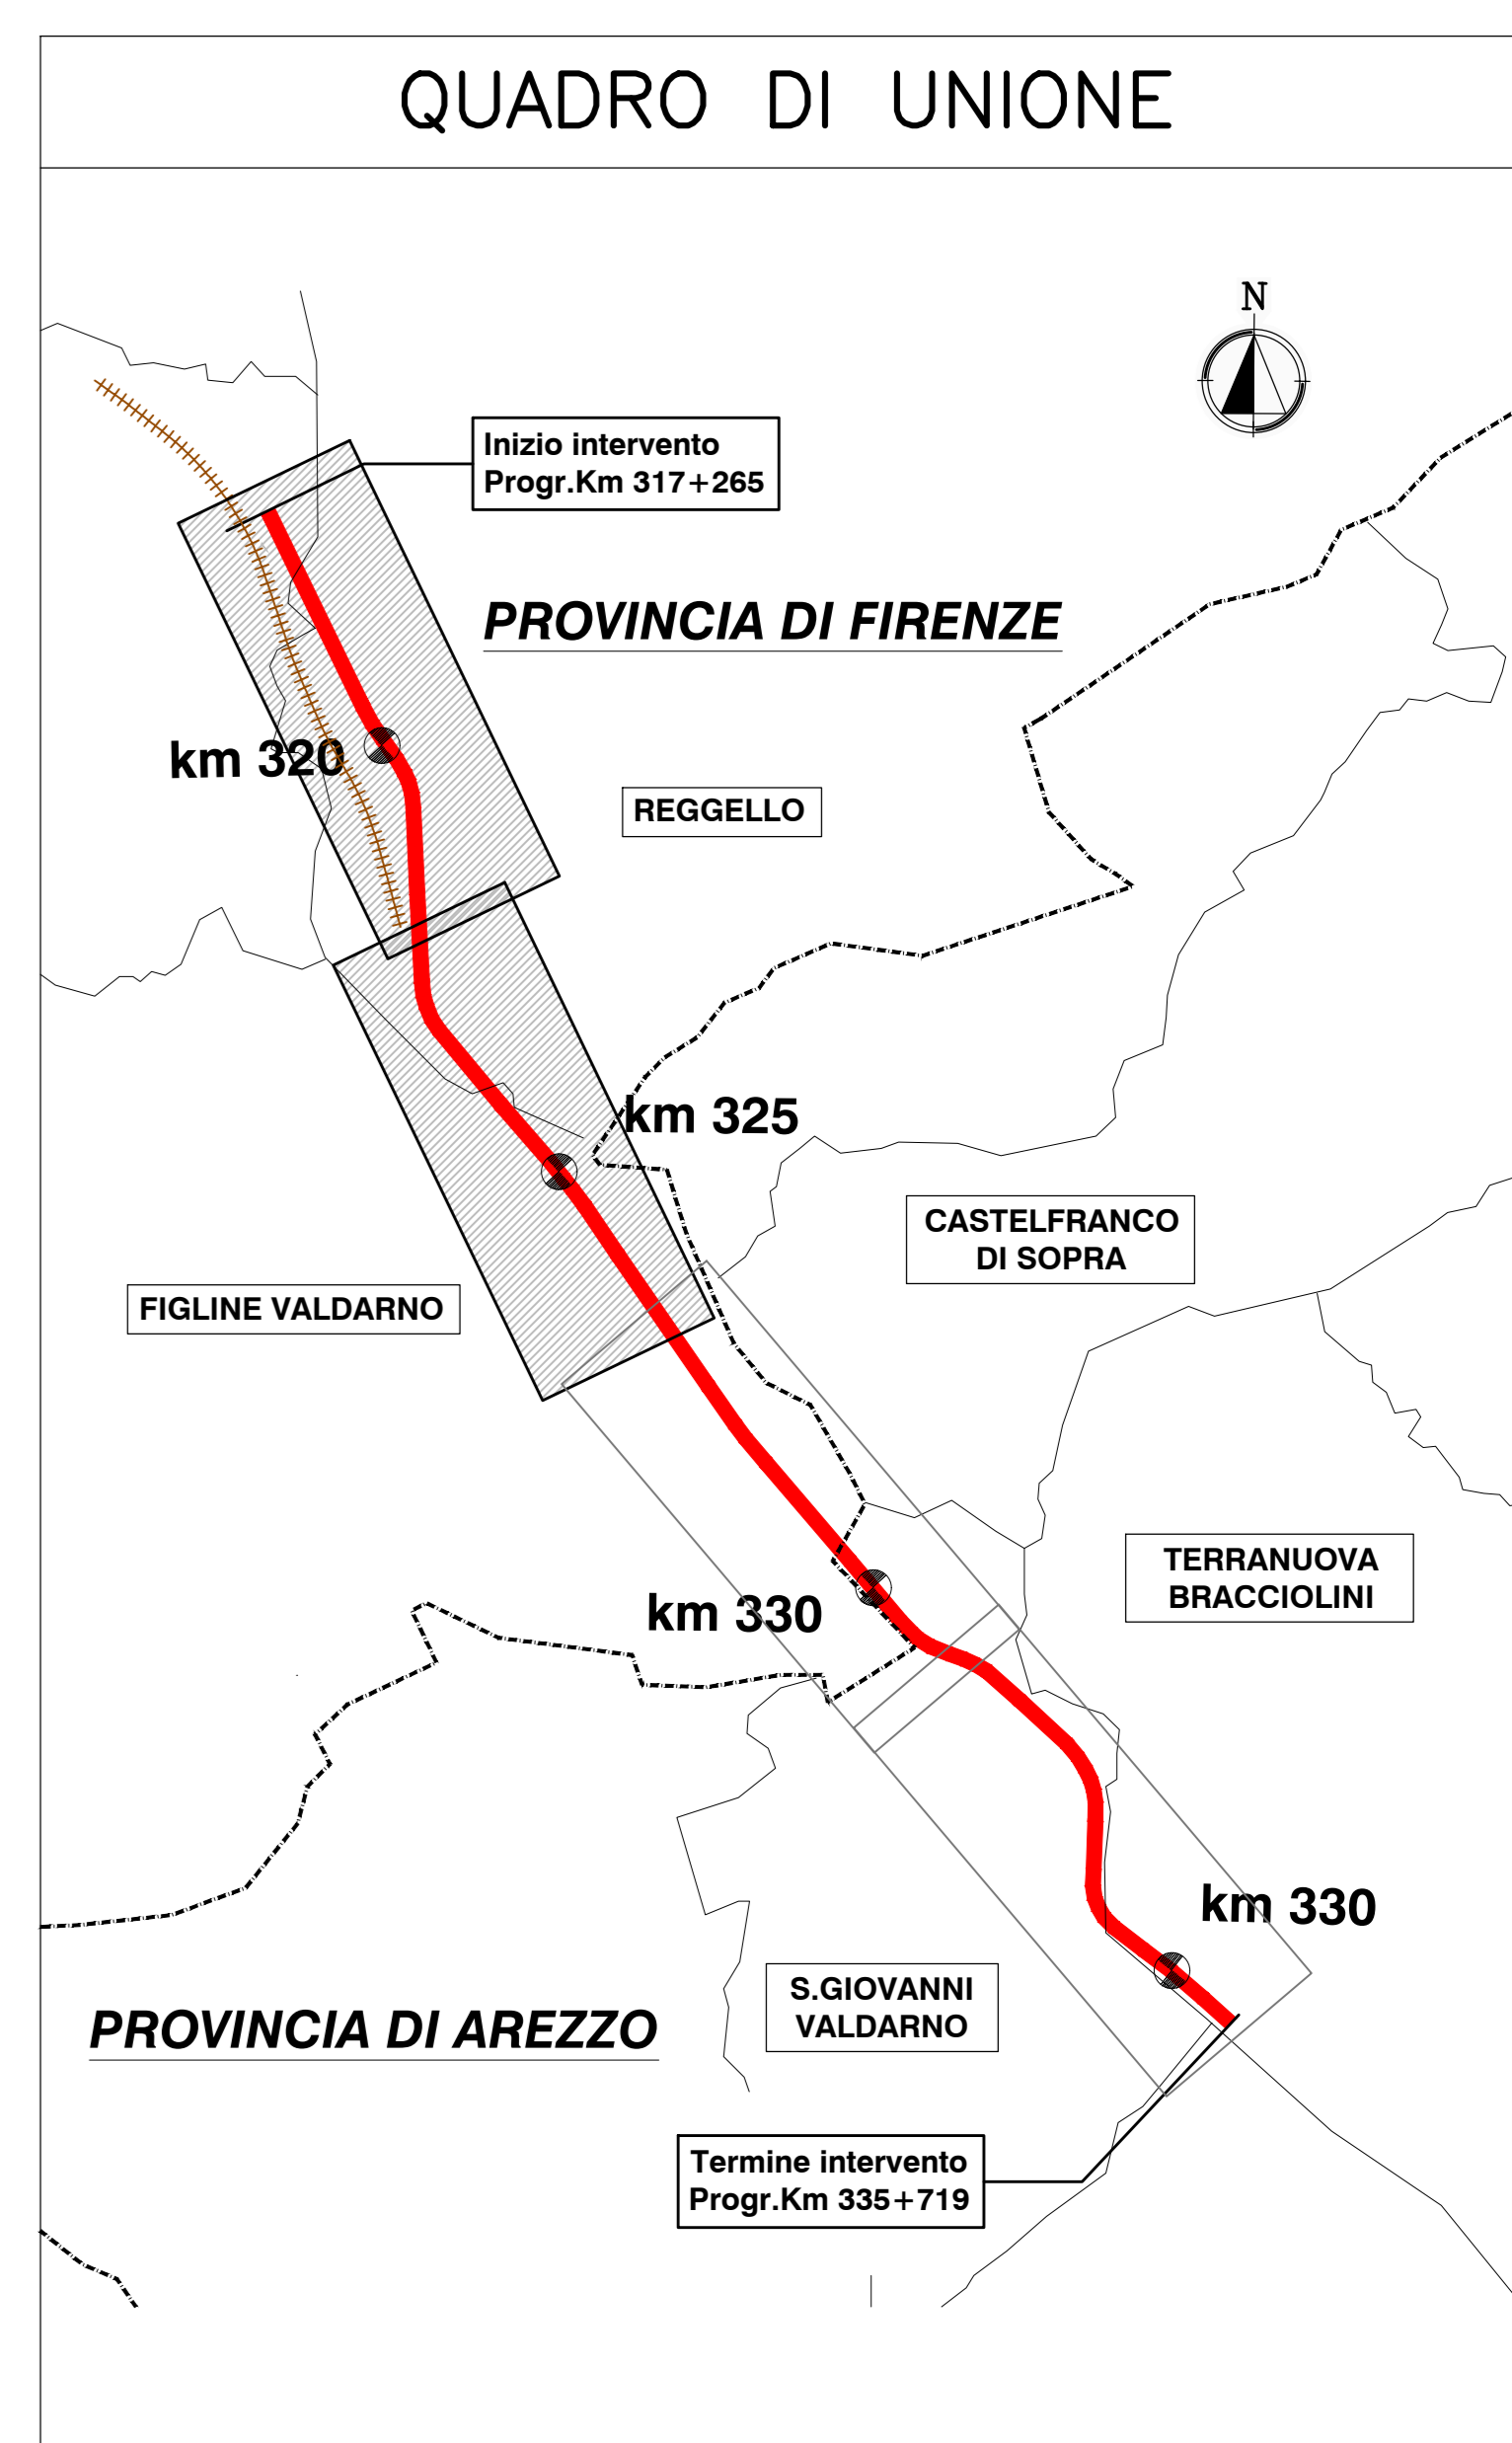 QUADRO DI UNIONE
N
Inizio intervento
Progr.Km 317+265
PROVINCIA DI FIRENZE
km 320
REGGELLO
km 325
CASTELFRANCO
DI SOPRA
FIGLINE VALDARNO
TERRANUOVA
BRACCIOLINI
km 330
km 330
S.GIOVANNI
VALDARNO
PROVINCIA DI AREZZO
Termine intervento
Progr.Km 335+719